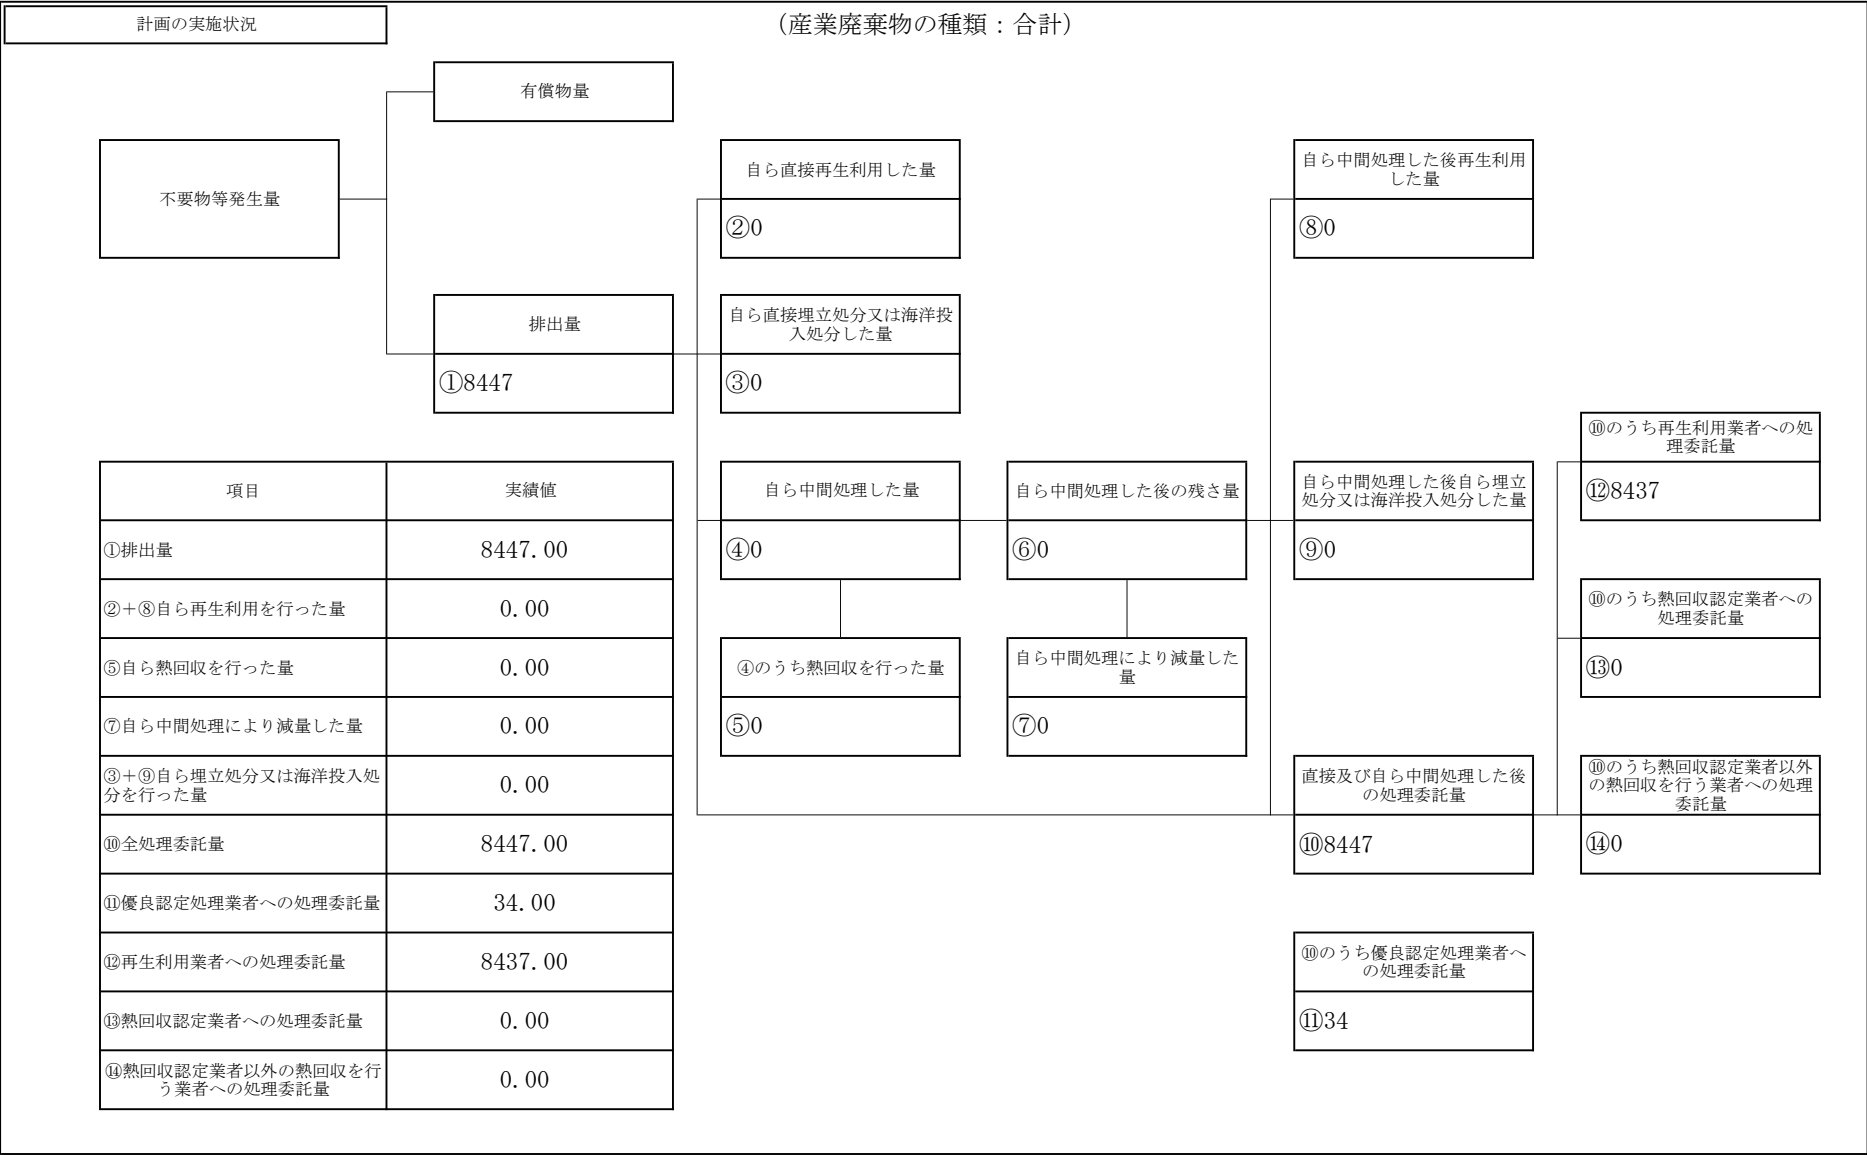 計画の実施状況
（産業廃棄物の種類：合計）
有償物量
不要物等発生量
自ら直接再生利用した量
②0
自ら中間処理した後再生利用
した量
⑧0
排出量
①8447
自ら直接埋立処分又は海洋投
入処分した量
③0
⑩のうち再生利用業者への処
理委託量
⑫8437
自ら中間処理した量
④0
自ら中間処理した後の残さ量
⑥0
自ら中間処理した後自ら埋立
処分又は海洋投入処分した量
⑨0
⑩のうち熱回収認定業者への
処理委託量
⑬0
④のうち熱回収を行った量
⑤0
自ら中間処理により減量した
量
⑦0
直接及び自ら中間処理した後
の処理委託量
⑩8447
⑩のうち熱回収認定業者以外
の熱回収を行う業者への処理
委託量
⑭0
⑩のうち優良認定処理業者へ
の処理委託量
⑪34
項目 実績値
①排出量 8447.00
②＋⑧自ら再生利用を行った量 0.00
⑤自ら熱回収を行った量 0.00
⑦自ら中間処理により減量した量 0.00
③＋⑨自ら埋立処分又は海洋投入処
分を行った量 0.00
⑩全処理委託量 8447.00
⑪優良認定処理業者への処理委託量 34.00
⑫再生利用業者への処理委託量 8437.00
⑬熱回収認定業者への処理委託量 0.00
⑭熱回収認定業者以外の熱回収を行
う業者への処理委託量 0.00